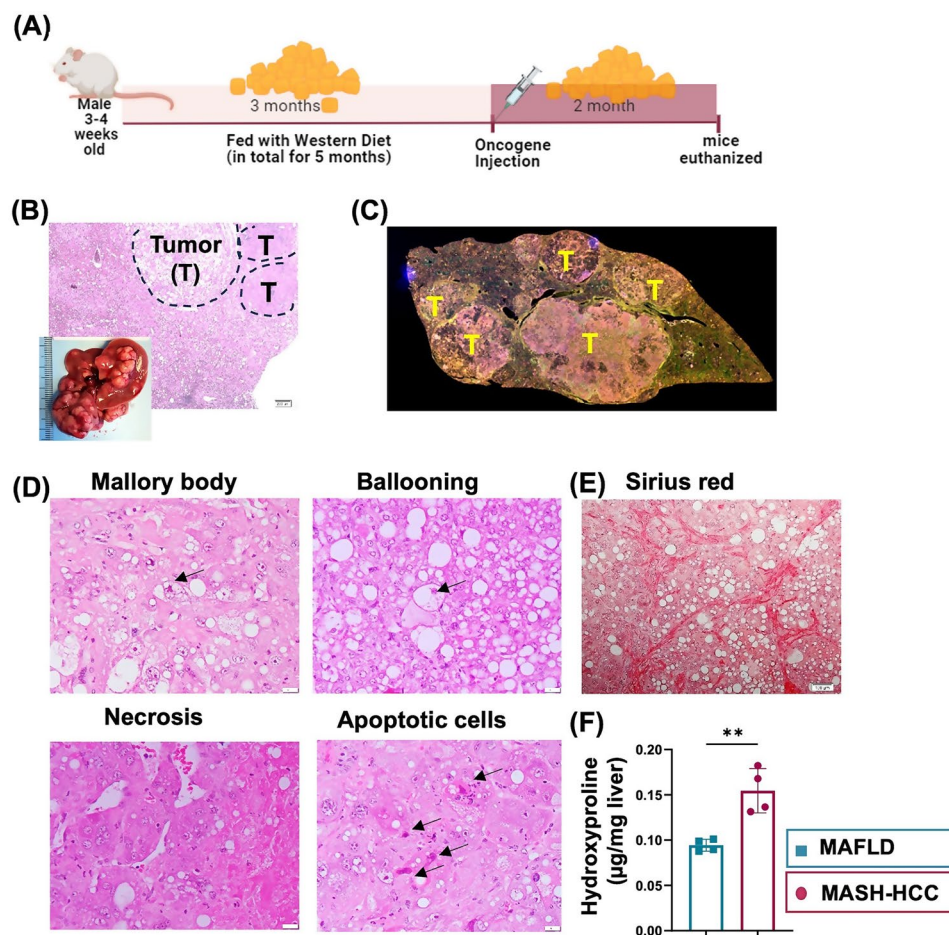 (A)
3 months
2 month
Male
3-4
weeks
old
Fed with Western Diet
(in total for 5 months)
Oncogene
Injection
mice
euthanized
(B)
Tumor
(T)
T
T
(C)
T
T
T
T
T
(D)
Mallory body
Ballooning
Necrosis
Apoptotic cells
(E)
Sirius red
(F)
**
Hydroxyproline
(µg/mg liver)
0.20
0.15
0.10
0.05
0.00
MAFLD
MASH-HCC